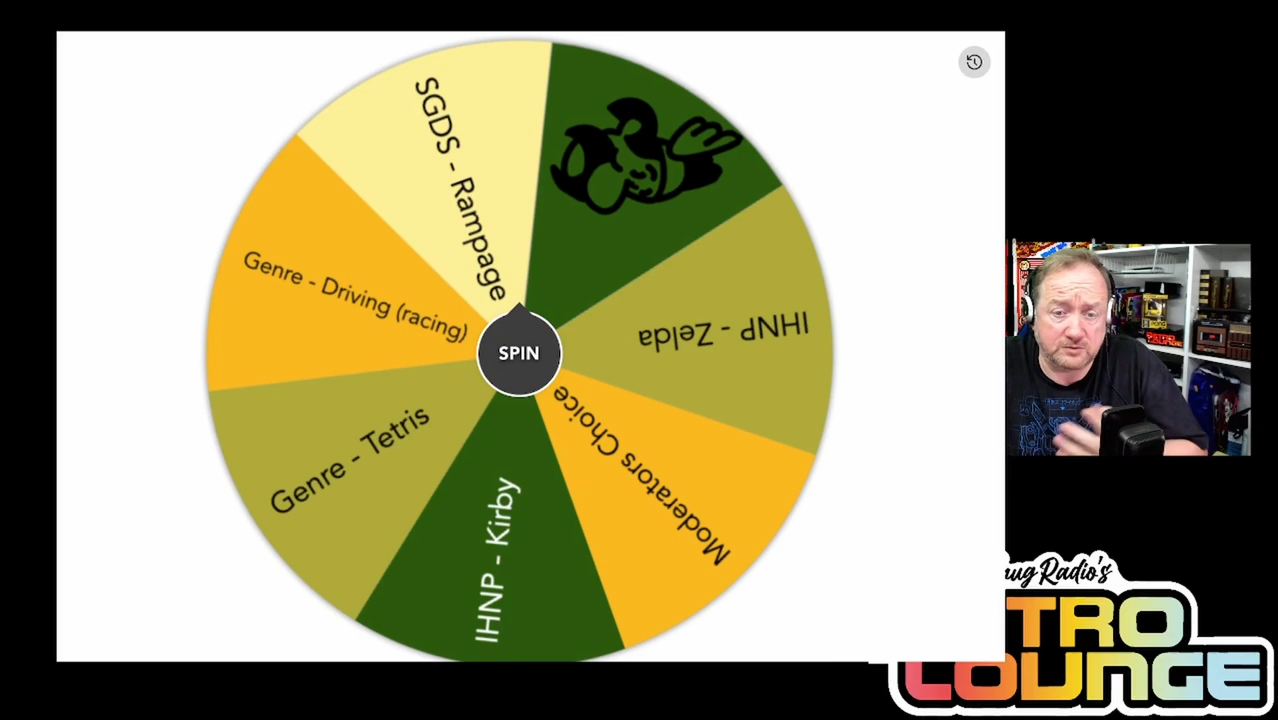 SGDS - Rampage
IHNP - Zelda
Moderators Choice
IHNP - Kirby
Genre - Tetris
Genre - Driving (racing)
SPIN
Radio's
TRO
LOUNGE